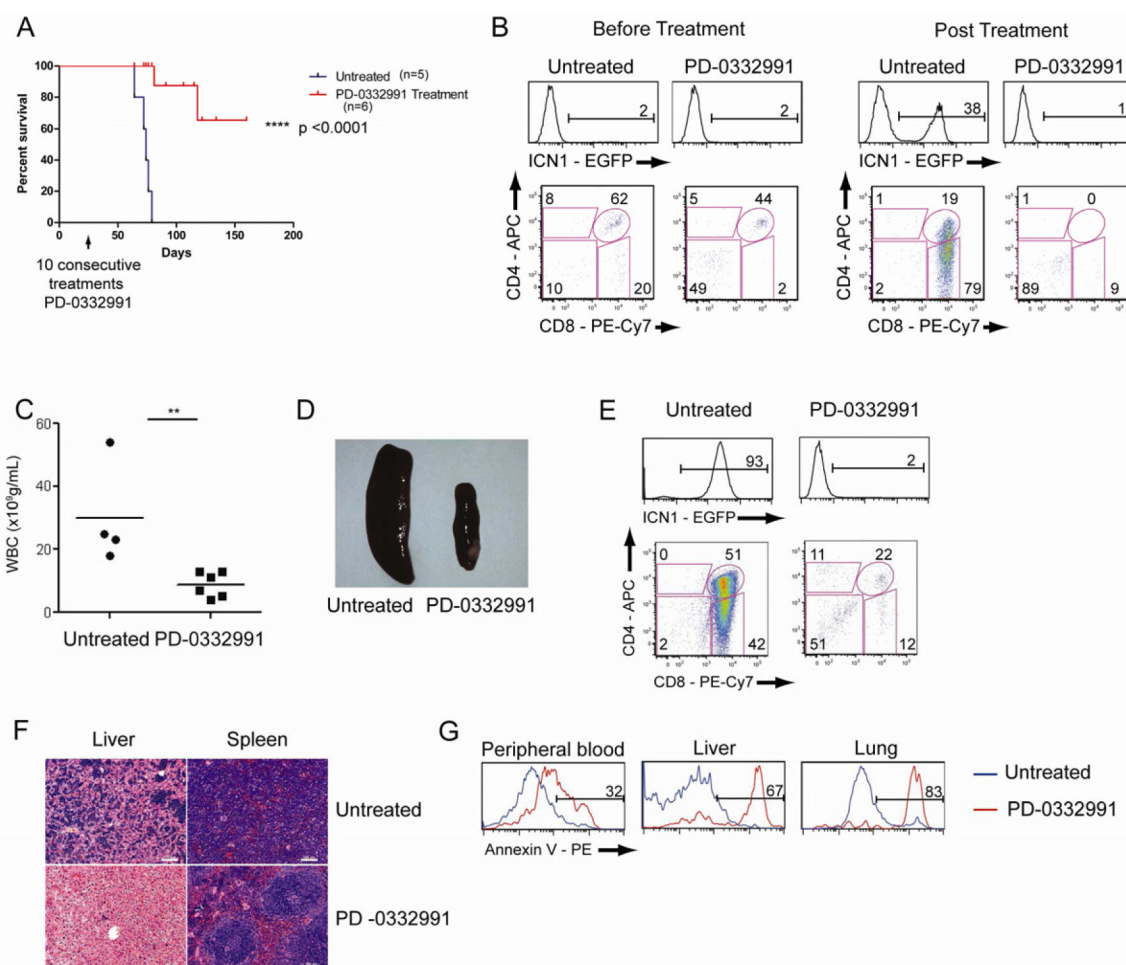 A
100
80
60
40
20
0
Percent survival
0 50 100 150 200
Days
Untreated (n=5)
PD-0332991 Treatment
(n=6)
**** p <0.0001
10 consecutive
treatments
PD-0332991
B
Before Treatment
Post Treatment
Untreated
PD-0332991
Untreated
PD-0332991
2
2
38
1
ICN1 - EGFP
ICN1 - EGFP
8 62
5 44
1 19
1 0
10 20
49 2
2 79
89 9
CD4 - APC
CD4 - APC
CD8 - PE-Cy7
CD8 - PE-Cy7
C
60
40
20
0
WBC (x10⁹g/mL)
**
Untreated PD-0332991
D
Untreated PD-0332991
E
Untreated
PD-0332991
93
2
ICN1 - EGFP
0 51
11 22
2 42
51 12
CD4 - APC
CD8 - PE-Cy7
F
Liver
Spleen
Untreated
PD -0332991
G
Peripheral blood
Liver
Lung
32
67
83
Annexin V - PE
Untreated
PD-0332991